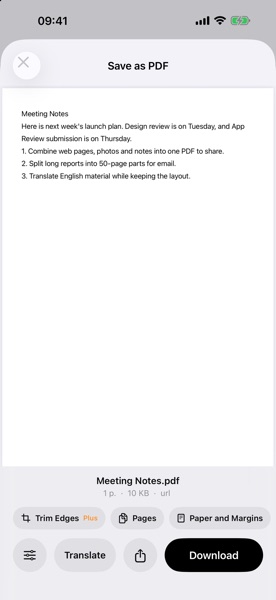 09:41
Save as PDF
Meeting Notes
Here is next week's launch plan. Design review is on Tuesday, and App
Review submission is on Thursday.
1. Combine web pages, photos and notes into one PDF to share.
2. Split long reports into 50-page parts for email.
3. Translate English material while keeping the layout.
Meeting Notes.pdf
1 p. · 10 KB · url
Trim Edges Plus
Pages
Paper and Margins
Translate
Download